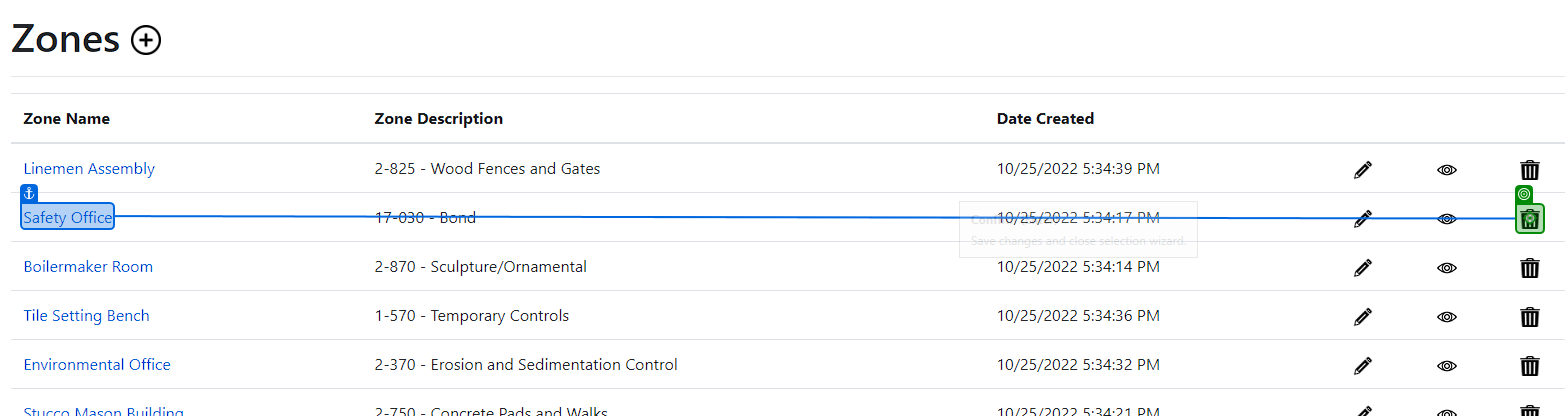 Zones
Zone Name Zone Description Date Created
Linemen Assembly 2-825 - Wood Fences and Gates 10/25/2022 5:34:39 PM
Safety Office 17-030 - Bond 10/25/2022 5:34:17 PM
Save changes and close selection wizard.
Boilermaker Room 2-870 - Sculpture/Ornamental 10/25/2022 5:34:14 PM
Tile Setting Bench 1-570 - Temporary Controls 10/25/2022 5:34:36 PM
Environmental Office 2-370 - Erosion and Sedimentation Control 10/25/2022 5:34:32 PM
Stucco Mason Building 2-750 - Concrete Pads and Walks 10/25/2022 5:34:21 PM